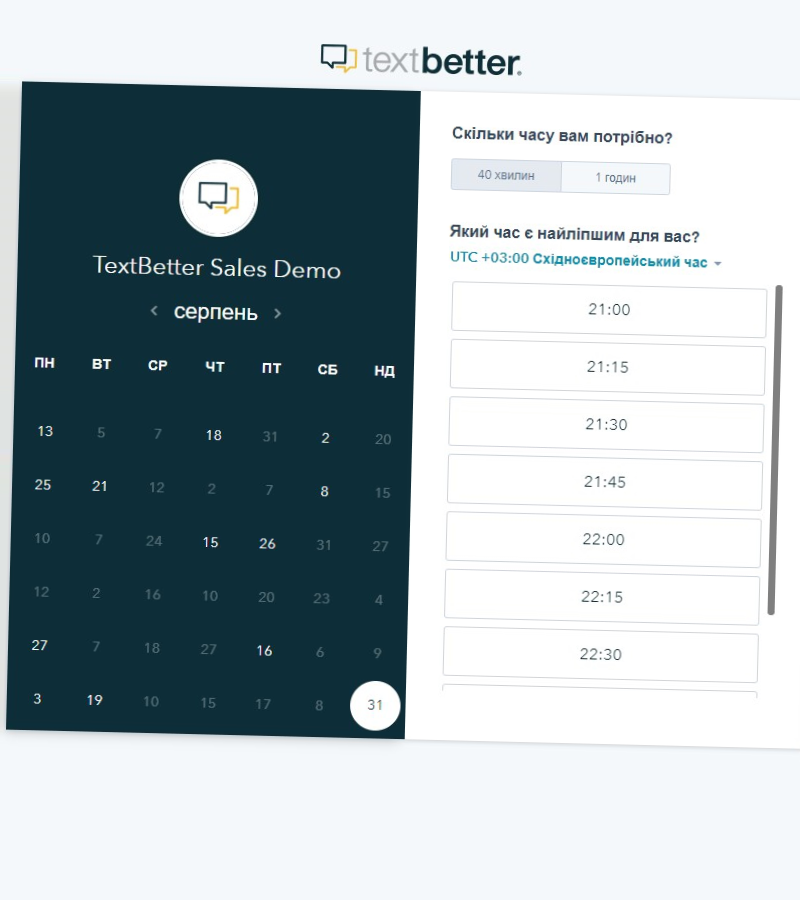 textbetter.
TextBetter Sales Demo
серпень
ПН ВТ СР ЧТ ПТ СБ НД
13 5 7 18 31 2 20
25 21 12 2 7 8 15
10 7 24 15 26 31 27
12 2 16 10 20 23 4
27 7 18 27 16 6 9
3 19 10 15 17 8 31
Скільки часу вам потрібно?
40 хвилин 1 годин
Який час є найліпшим для вас?
UTC +03:00 Східноєвропейський час
21:00
21:15
21:30
21:45
22:00
22:15
22:30